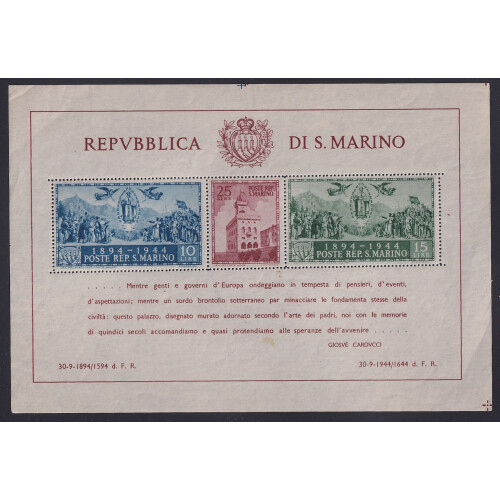 REPVBBLICA DI S. MARINO
1894-1944
10
LIRE
POSTE REP. S. MARINO
25
CENT.
POSTE REP.
S. MARINO
1894-1944
15
LIRE
POSTE REP. S. MARINO
. . . . . Mentre genti e governi d'Europa ondeggiano in tempesta di pensieri, d'eventi,
d'aspettazioni; mentre un sordo brontolio sotterraneo par minacciare le fondamenta stesse della
civiltà: questo palazzo, disegnato murato adornato secondo l'arte dei padri, noi con le memorie
di quindici secoli accomandiamo e quasi protendiamo alle speranze dell'avvenire . . . . .
GIOSVÈ CARDVCCI
30-9-1894/1594 d. F. R.
30-9-1944/1644 d. F. R.